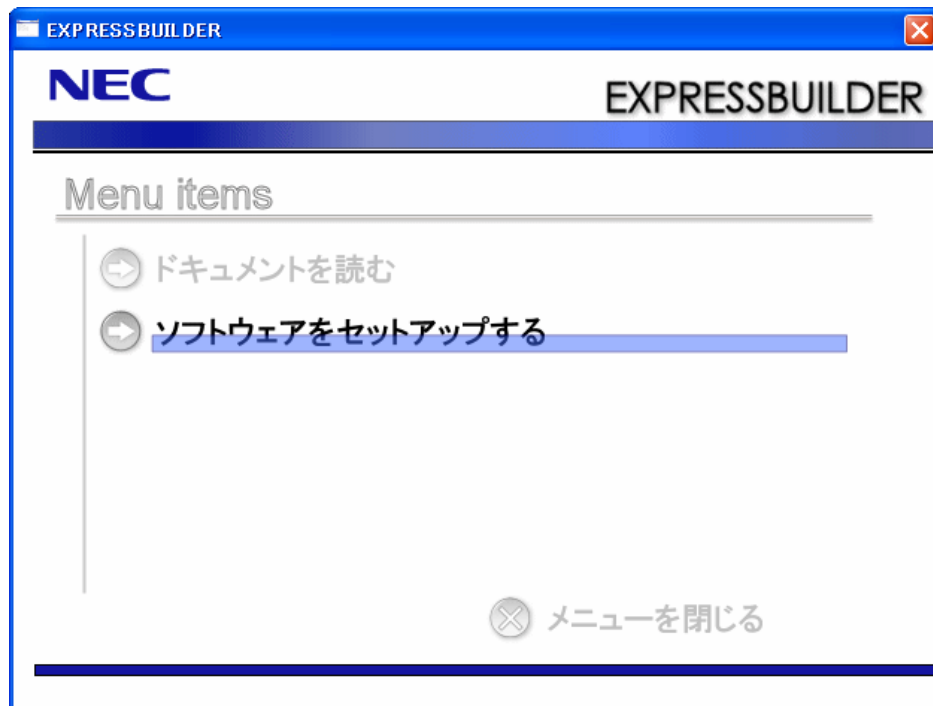 EXPRESSBUILDER
NEC
EXPRESSBUILDER
Menu items
ドキュメントを読む
ソフトウェアをセットアップする
メニューを閉じる